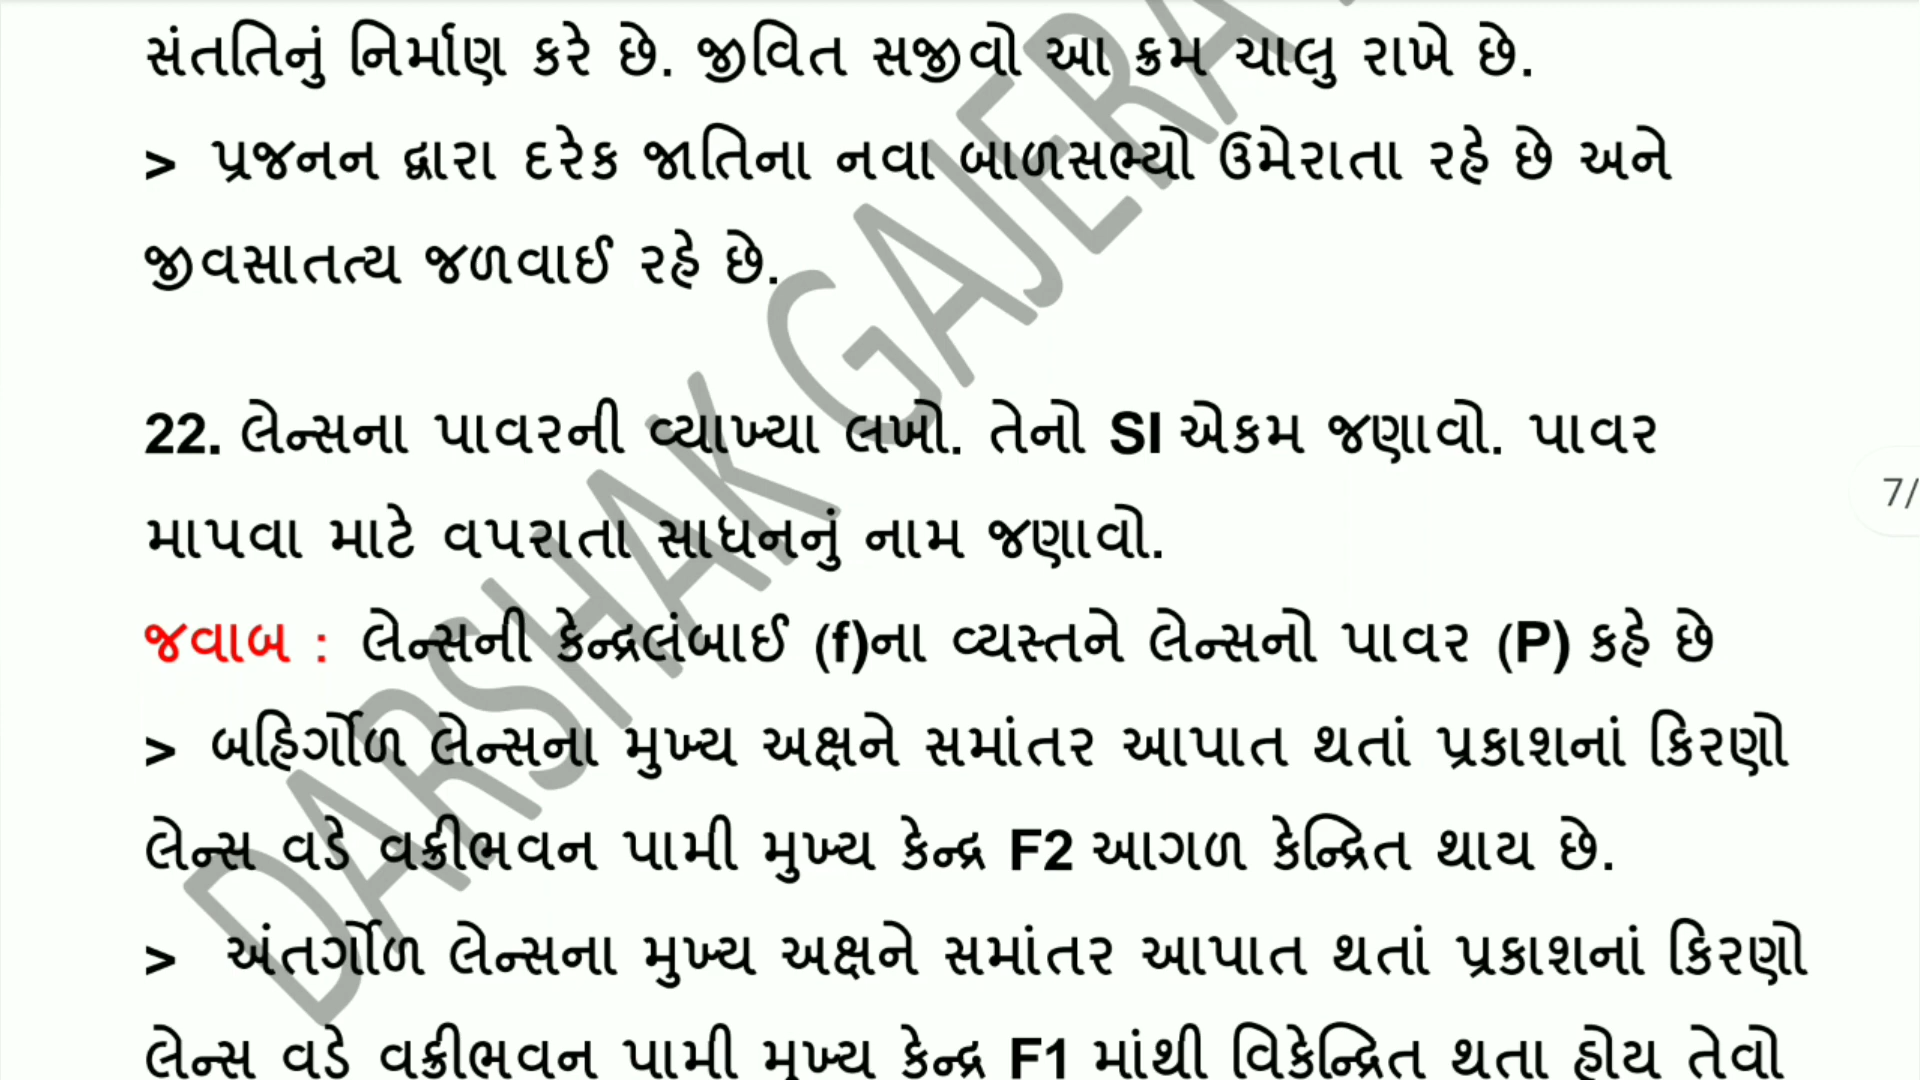 સંતતિનું નિર્માણ કરે છે. જીવિત સજીવો આ ક્રમ ચાલુ રાખે છે.
> પ્રજનન દ્વારા દરેક જાતિના નવા બાળસભ્યો ઉમેરાતા રહે છે અને
જીવસાતત્ય જળવાઈ રહે છે.
22. લેન્સના પાવરની વ્યાખ્યા લખો. તેનો SI એકમ જણાવો. પાવર
માપવા માટે વપરાતા સાધનનું નામ જણાવો.
જવાબ : લેન્સની કેન્દ્રલંબાઈ (f)ના વ્યસ્તને લેન્સનો પાવર (P) કહે છે
> બહિર્ગોળ લેન્સના મુખ્ય અક્ષને સમાંતર આપાત થતાં પ્રકાશનાં કિરણો
લેન્સ વડે વક્રીભવન પામી મુખ્ય કેન્દ્ર F2 આગળ કેન્દ્રિત થાય છે.
> અંતર્ગોળ લેન્સના મુખ્ય અક્ષને સમાંતર આપાત થતાં પ્રકાશનાં કિરણો
લેન્સ વડે વક્રીભવન પામી મુખ્ય કેન્દ્ર F1 માંથી વિકેન્દ્રિત થતા હોય તેવો
DARSHAK GAJERA
7/